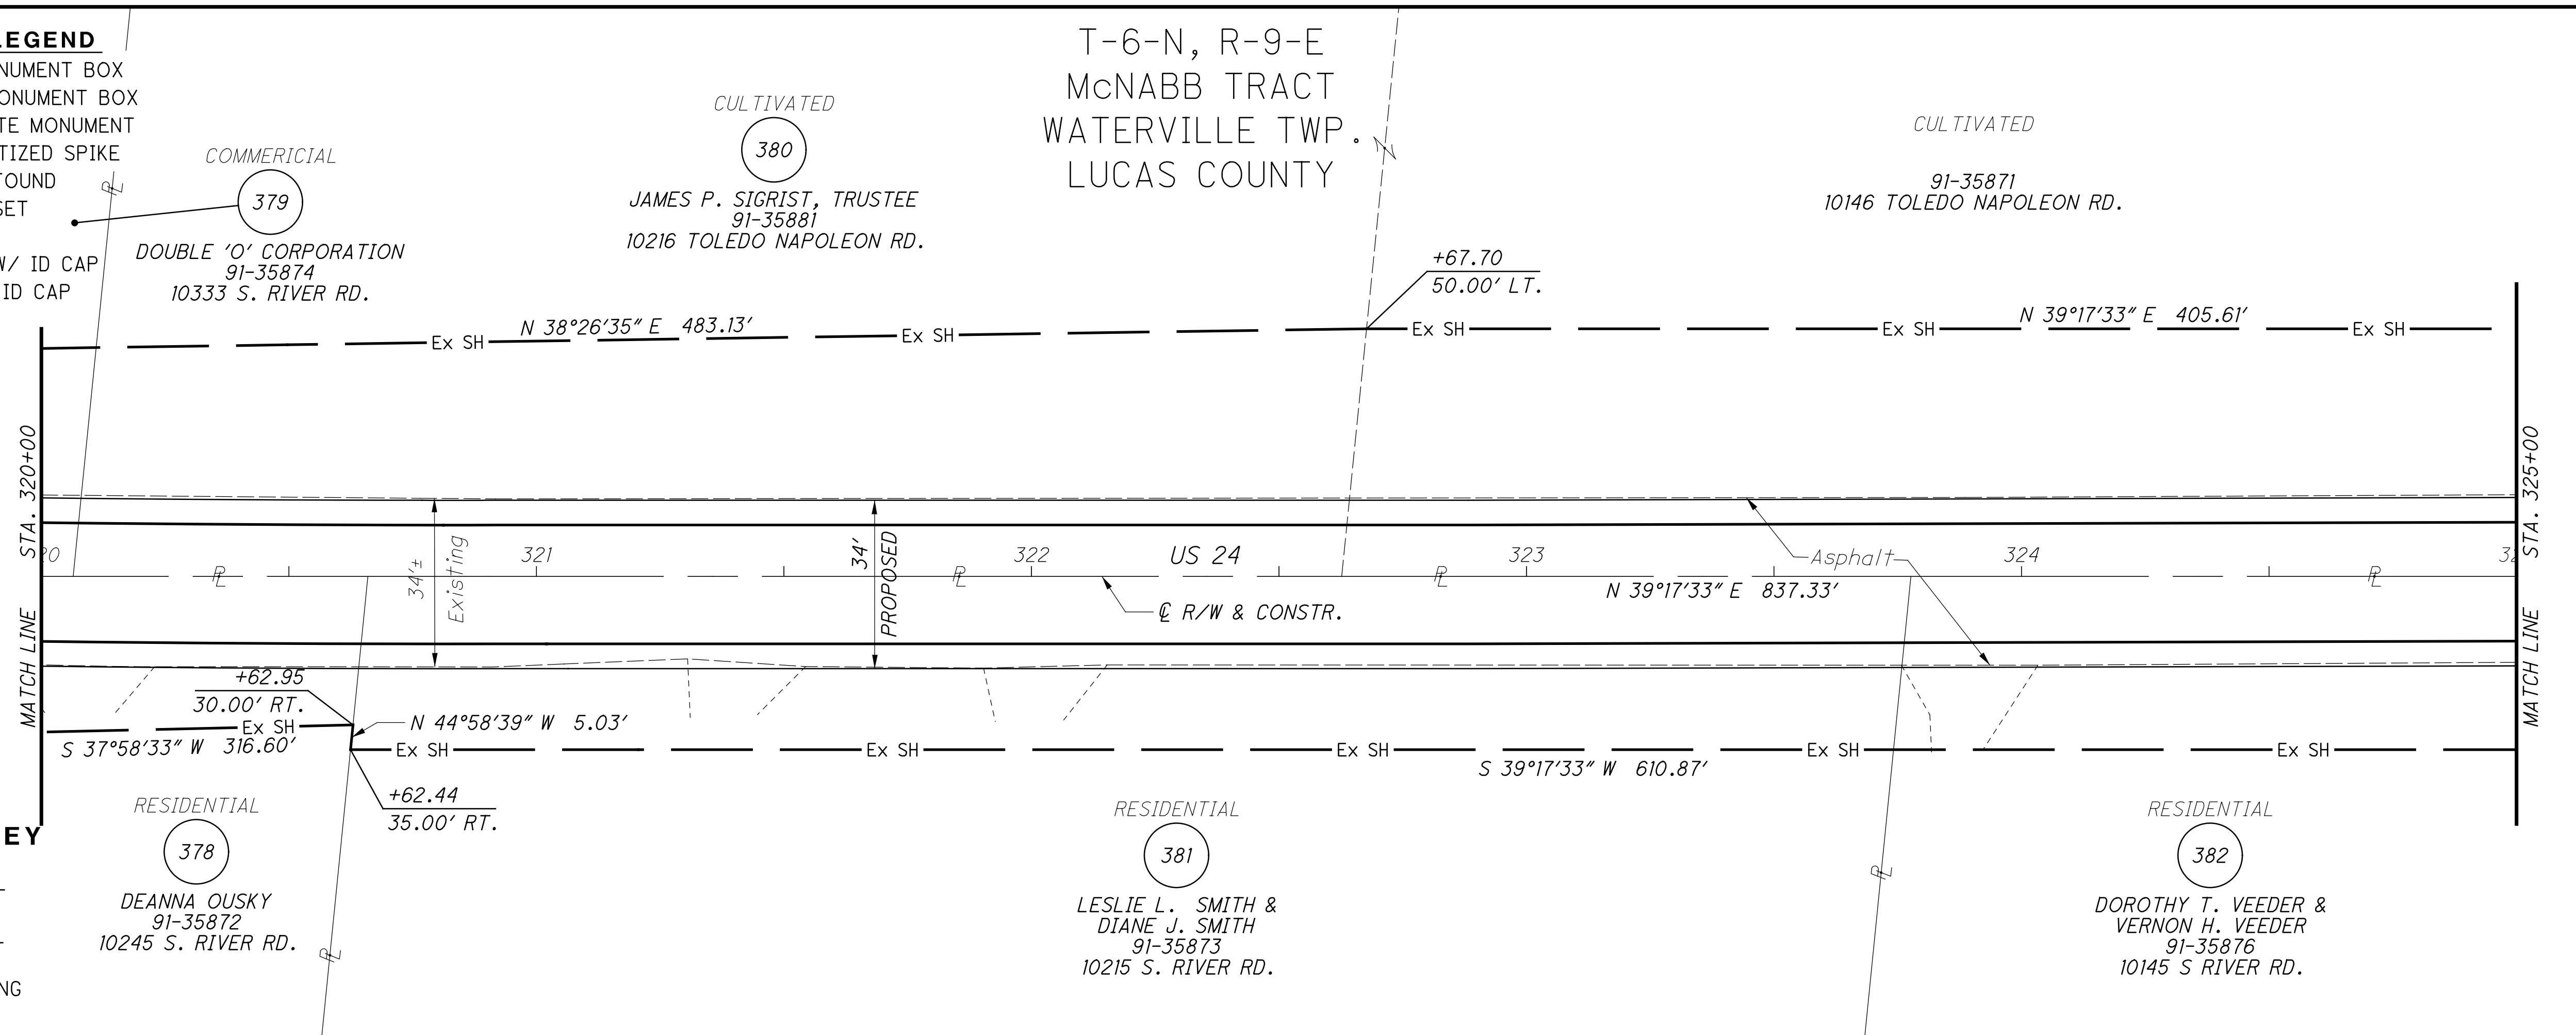 LEGEND
NUMENT BOX
ONUMENT BOX
TE MONUMENT
TIZED SPIKE
SET
W/ ID CAP
ID CAP
COMMERICIAL
379
DOUBLE 'O' CORPORATION
91-35874
10333 S. RIVER RD.
CULTIVATED
380
JAMES P. SIGRIST, TRUSTEE
91-35881
10216 TOLEDO NAPOLEON RD.
T-6-N, R-9-E
McNABB TRACT
WATERVILLE TWP.
LUCAS COUNTY
CULTIVATED
91-35871
10146 TOLEDO NAPOLEON RD.
+67.70
50.00' LT.
N 38°26'35" E 483.13'
N 39°17'33" E 405.61'
Ex SH
Ex SH
Ex SH
Ex SH
Ex SH
MATCH LINE STA. 320+00
MATCH LINE STA. 325+00
34'±
Existing
34'
PROPOSED
321
322
US 24
323
324
Asphalt
PL
PL
PL
PL
PL
N 39°17'33" E 837.33'
CL R/W & CONSTR.
+62.95
30.00' RT.
N 44°58'39" W 5.03'
Ex SH
S 37°58'33" W 316.60'
Ex SH
Ex SH
Ex SH
Ex SH
Ex SH
S 39°17'33" W 610.87'
+62.44
35.00' RT.
EY
NG
RESIDENTIAL
378
DEANNA OUSKY
91-35872
10245 S. RIVER RD.
PL
RESIDENTIAL
381
LESLIE L. SMITH &
DIANE J. SMITH
91-35873
10215 S. RIVER RD.
PL
RESIDENTIAL
382
DOROTHY T. VEEDER &
VERNON H. VEEDER
91-35876
10145 S RIVER RD.